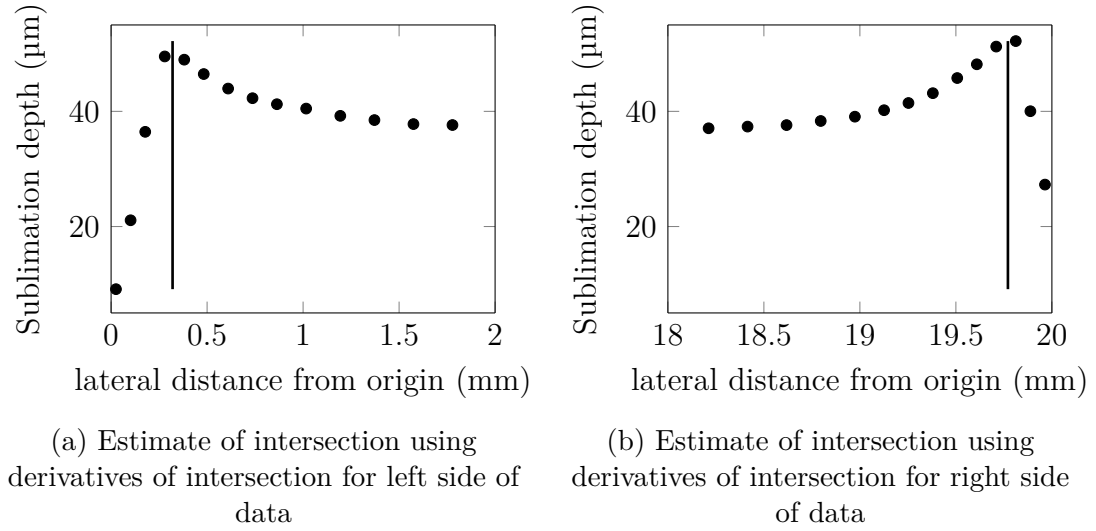 Sublimation depth (µm)
40
20
0
0.5
1
1.5
2
lateral distance from origin (mm)
(a) Estimate of intersection using
derivatives of intersection for left side of
data
Sublimation depth (µm)
40
20
18
18.5
19
19.5
20
lateral distance from origin (mm)
(b) Estimate of intersection using
derivatives of intersection for right side
of data